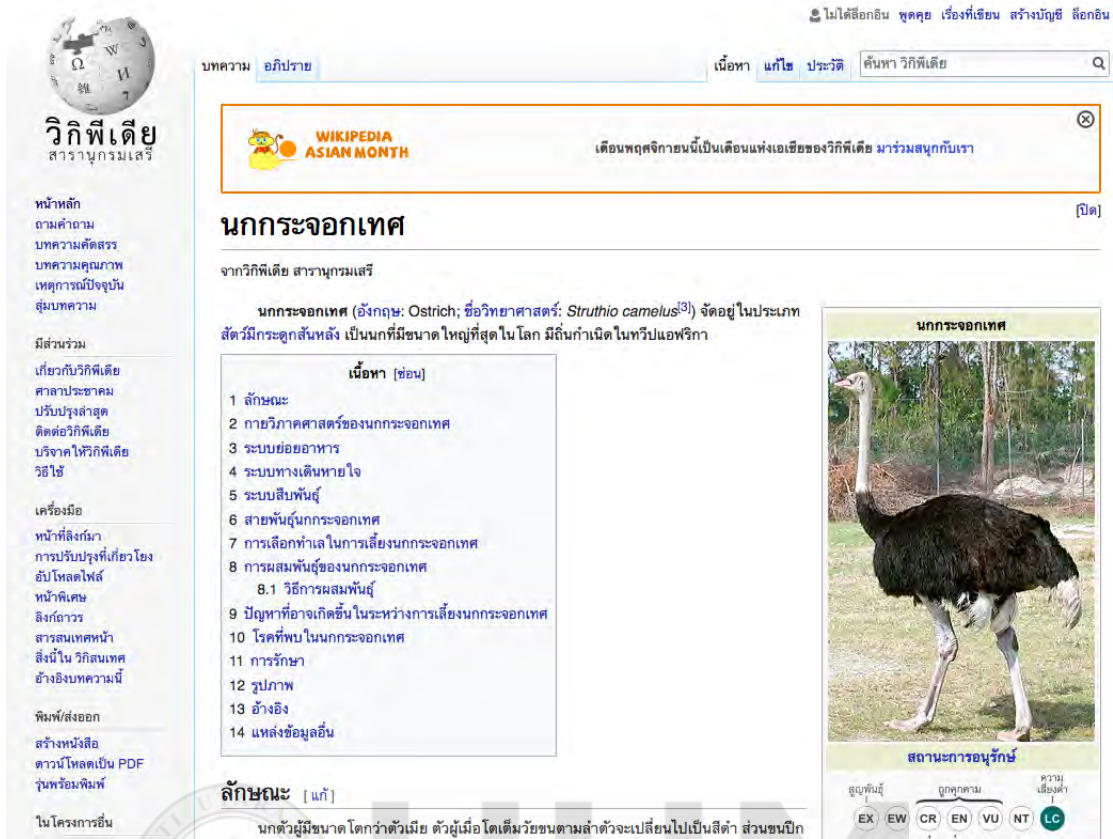 ไม่ได้ล็อกอิน พูดคุย เรื่องที่เขียน สร้างบัญชี ล็อกอิน
บทความ อภิปราย
เนื้อหา แก้ไข ประวัติ ค้นหา วิกิพีเดีย
วิกิพีเดีย
สารานุกรมเสรี
WIKIPEDIA
ASIAN MONTH
เดือนพฤศจิกายนนี้เป็นเดือนแห่งเอเชียของวิกิพีเดีย มาร่วมสนุกกับเรา
[ปิด]
หน้าหลัก
ถามคำถาม
บทความคัดสรร
บทความคุณภาพ
เหตุการณ์ปัจจุบัน
สุ่มบทความ
มีส่วนร่วม
เกี่ยวกับวิกิพีเดีย
ศาลาประชาคม
ปรับปรุงล่าสุด
ติดต่อวิกิพีเดีย
บริจาคให้วิกิพีเดีย
วิธีใช้
เครื่องมือ
หน้าที่ลิงก์มา
การปรับปรุงที่เกี่ยวโยง
อัปโหลดไฟล์
หน้าพิเศษ
ลิงก์ถาวร
สารสนเทศหน้า
สิ่งนี้ใน วิกิสนเทศ
อ้างอิงบทความนี้
พิมพ์/ส่งออก
สร้างหนังสือ
ดาวน์โหลดเป็น PDF
รุ่นพร้อมพิมพ์
ในโครงการอื่น
นกกระจอกเทศ
จากวิกิพีเดีย สารานุกรมเสรี
นกกระจอกเทศ (อังกฤษ: Ostrich; ชื่อวิทยาศาสตร์: Struthio camelus[3]) จัดอยู่ในประเภท
สัตว์มีกระดูกสันหลัง เป็นนกที่มีขนาดใหญ่ที่สุดในโลก มีถิ่นกำเนิดในทวีปแอฟริกา
เนื้อหา [ซ่อน]
1 ลักษณะ
2 กายวิภาคศาสตร์ของนกกระจอกเทศ
3 ระบบย่อยอาหาร
4 ระบบทางเดินหายใจ
5 ระบบสืบพันธุ์
6 สายพันธุ์นกกระจอกเทศ
7 การเลือกทำเลในการเลี้ยงนกกระจอกเทศ
8 การผสมพันธุ์ของนกกระจอกเทศ
8.1 วิธีการผสมพันธุ์
9 ปัญหาที่อาจเกิดขึ้นในระหว่างการเลี้ยงนกกระจอกเทศ
10 โรคที่พบในนกกระจอกเทศ
11 การรักษา
12 รูปภาพ
13 อ้างอิง
14 แหล่งข้อมูลอื่น
ลักษณะ [แก้]
นกตัวผู้มีขนาดโตกว่าตัวเมีย ตัวผู้เมื่อโตเต็มวัยขนตามลำตัวจะเปลี่ยนไปเป็นสีดำ ส่วนขนปีก
นกกระจอกเทศ
สถานะการอนุรักษ์
สูญพันธุ์ ถูกคุกคาม ความเสี่ยงต่ำ
EX EW CR EN VU NT LC